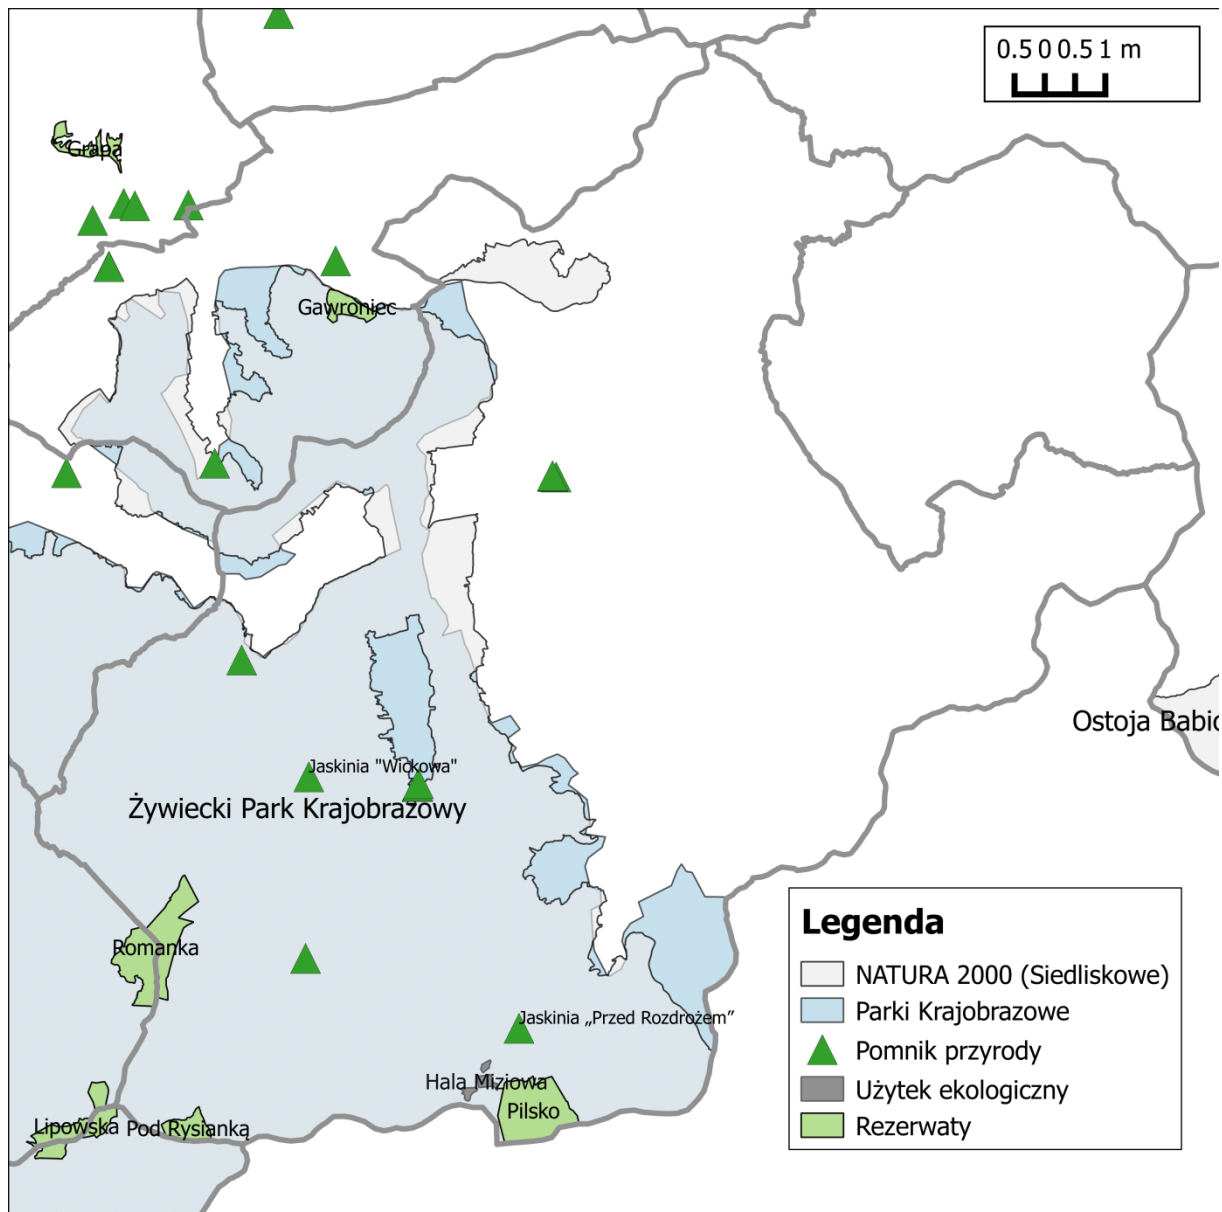 0.5 0 0.5 1 m
Grapa
Gawroniec
Ostoja Babio
Jaskinia "Wickowa"
Żywiecki Park Krajobrazowy
Romanka
Jaskinia „Przed Rozdrożem”
Hala Miziowa
Pilsko
Lipowska
Pod Rysianką
Legenda
NATURA 2000 (Siedliskowe)
Parki Krajobrazowe
Pomnik przyrody
Użytek ekologiczny
Rezerwaty